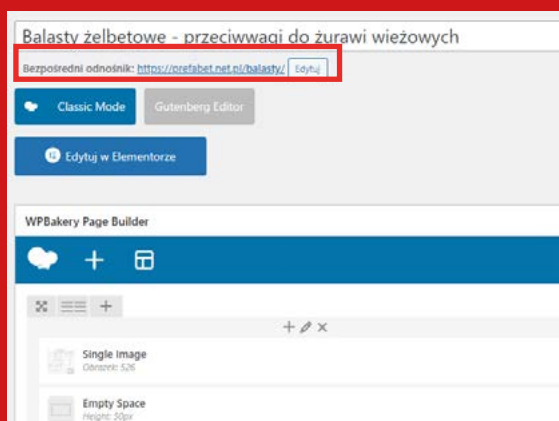 Balasty żelbetowe - przeciwwagi do żurawi wieżowych
Bezpośredni odnośnik: https://prefabet.net.pl/balasty/ Edytuj
Classic Mode Gutenberg Editor
Edytuj w Elementorze
WPBakery Page Builder
Single Image
Obrazek: 526
Empty Space
Height: 50px